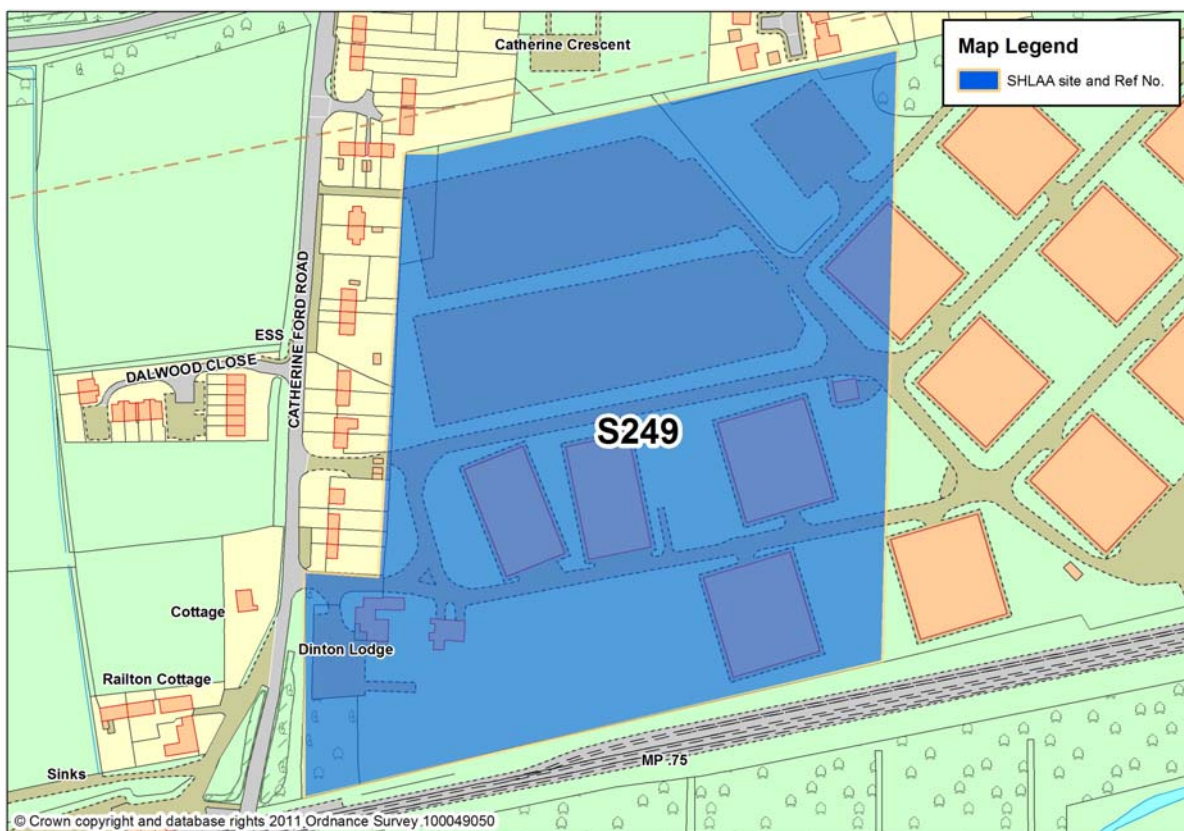 Catherine Crescent
Map Legend
SHLAA site and Ref No.
CATHERINE FORD ROAD
ESS
DALWOOD CLOSE
S249
Cottage
Dinton Lodge
Railton Cottage
MP .75
Sinks
© Crown copyright and database rights 2011 Ordnance Survey 100049050